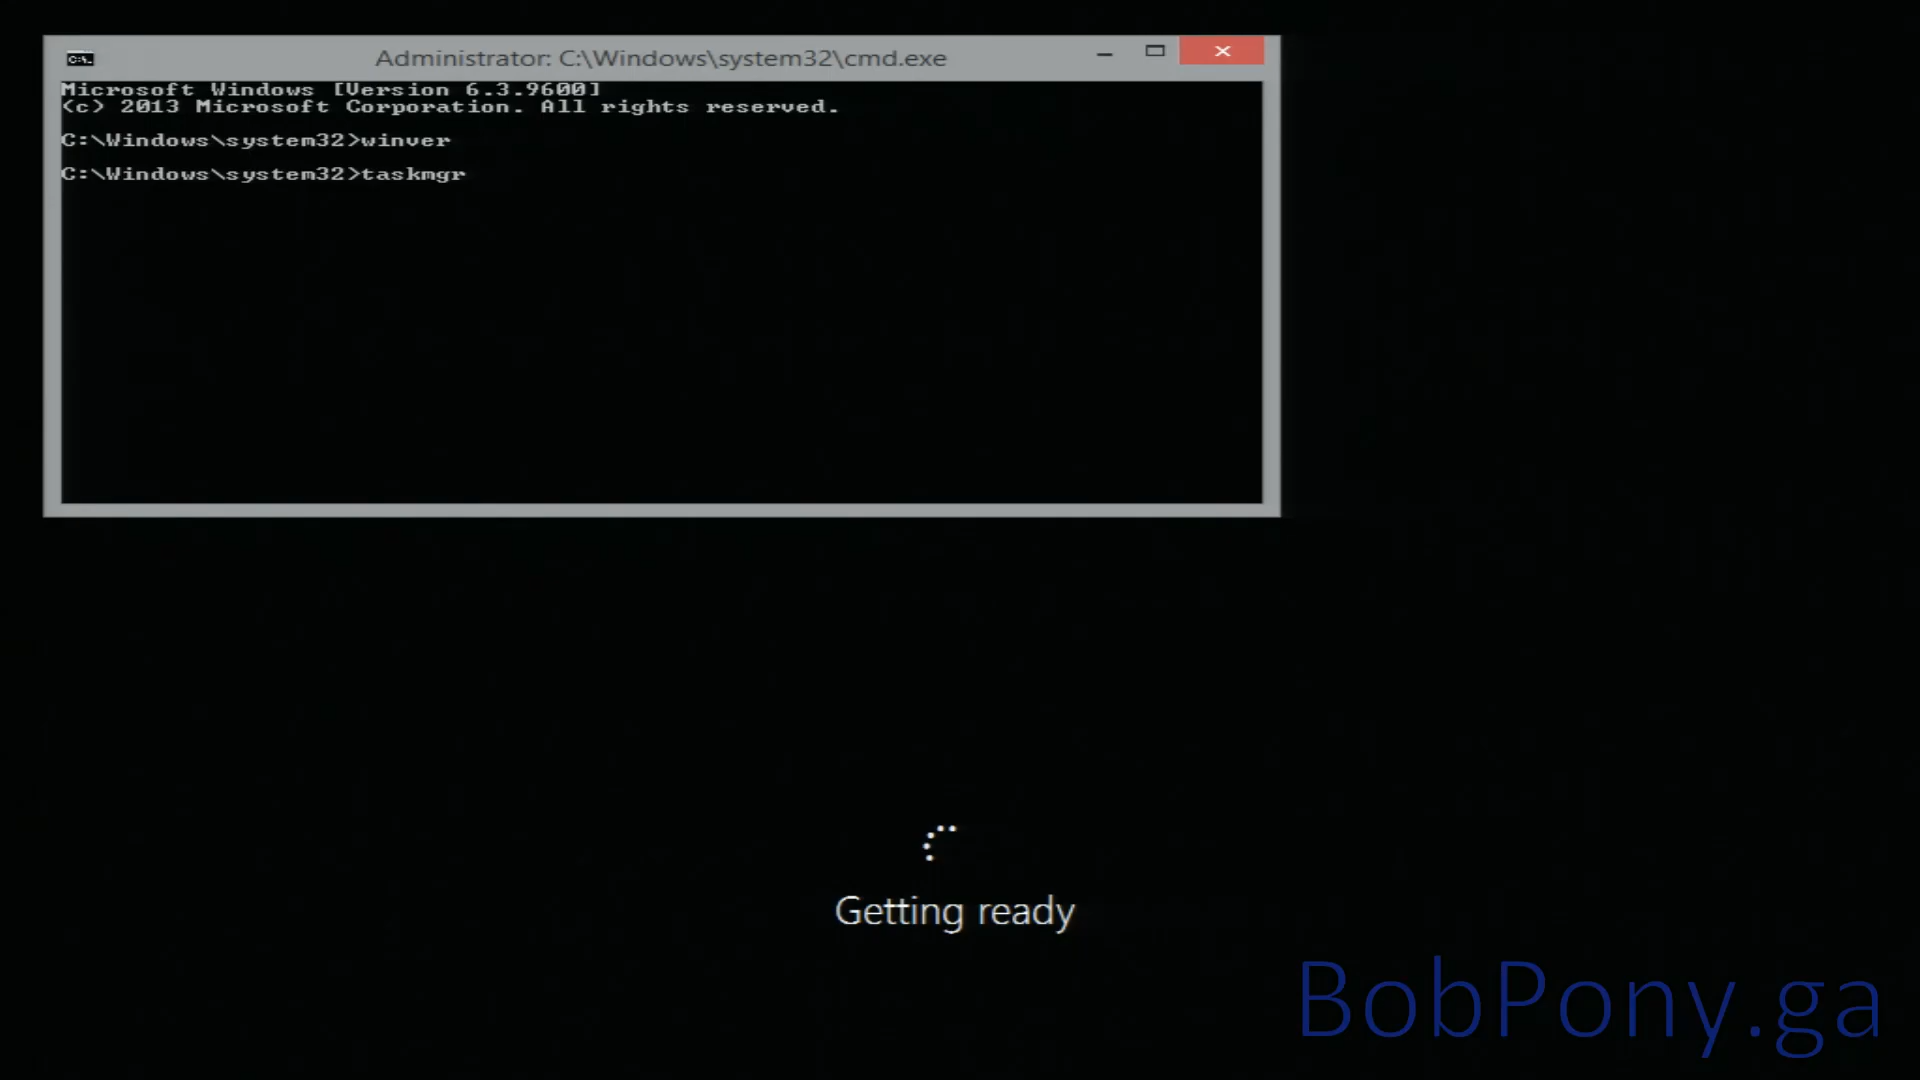 C:\.
Administrator: C:\Windows\system32\cmd.exe
Microsoft Windows [Version 6.3.9600]
(c) 2013 Microsoft Corporation. All rights reserved.
C:\Windows\system32>winver
C:\Windows\system32>taskmgr
Getting ready
BobPony.ga